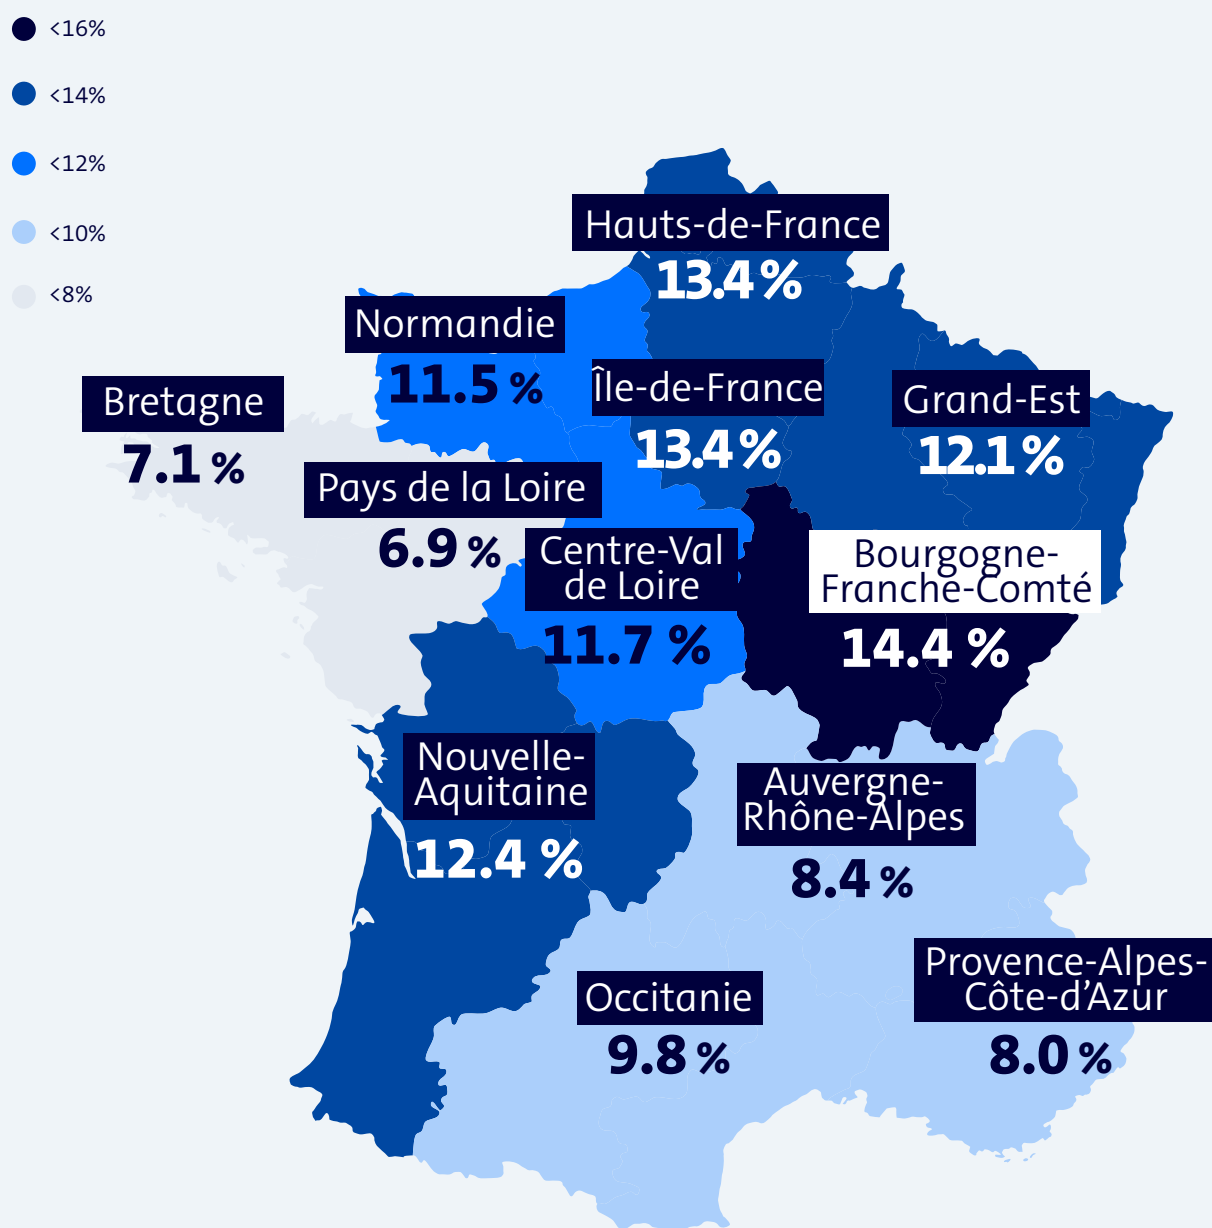 <16%
<14%
<12%
<10%
<8%
Hauts-de-France
13.4 %
Normandie
11.5 %
Île-de-France
13.4 %
Grand-Est
12.1 %
Bretagne
7.1 %
Pays de la Loire
6.9 %
Centre-Val
de Loire
11.7 %
Bourgogne-
Franche-Comté
14.4 %
Nouvelle-
Aquitaine
12.4 %
Auvergne-
Rhône-Alpes
8.4 %
Provence-Alpes-
Côte-d’Azur
8.0 %
Occitanie
9.8 %